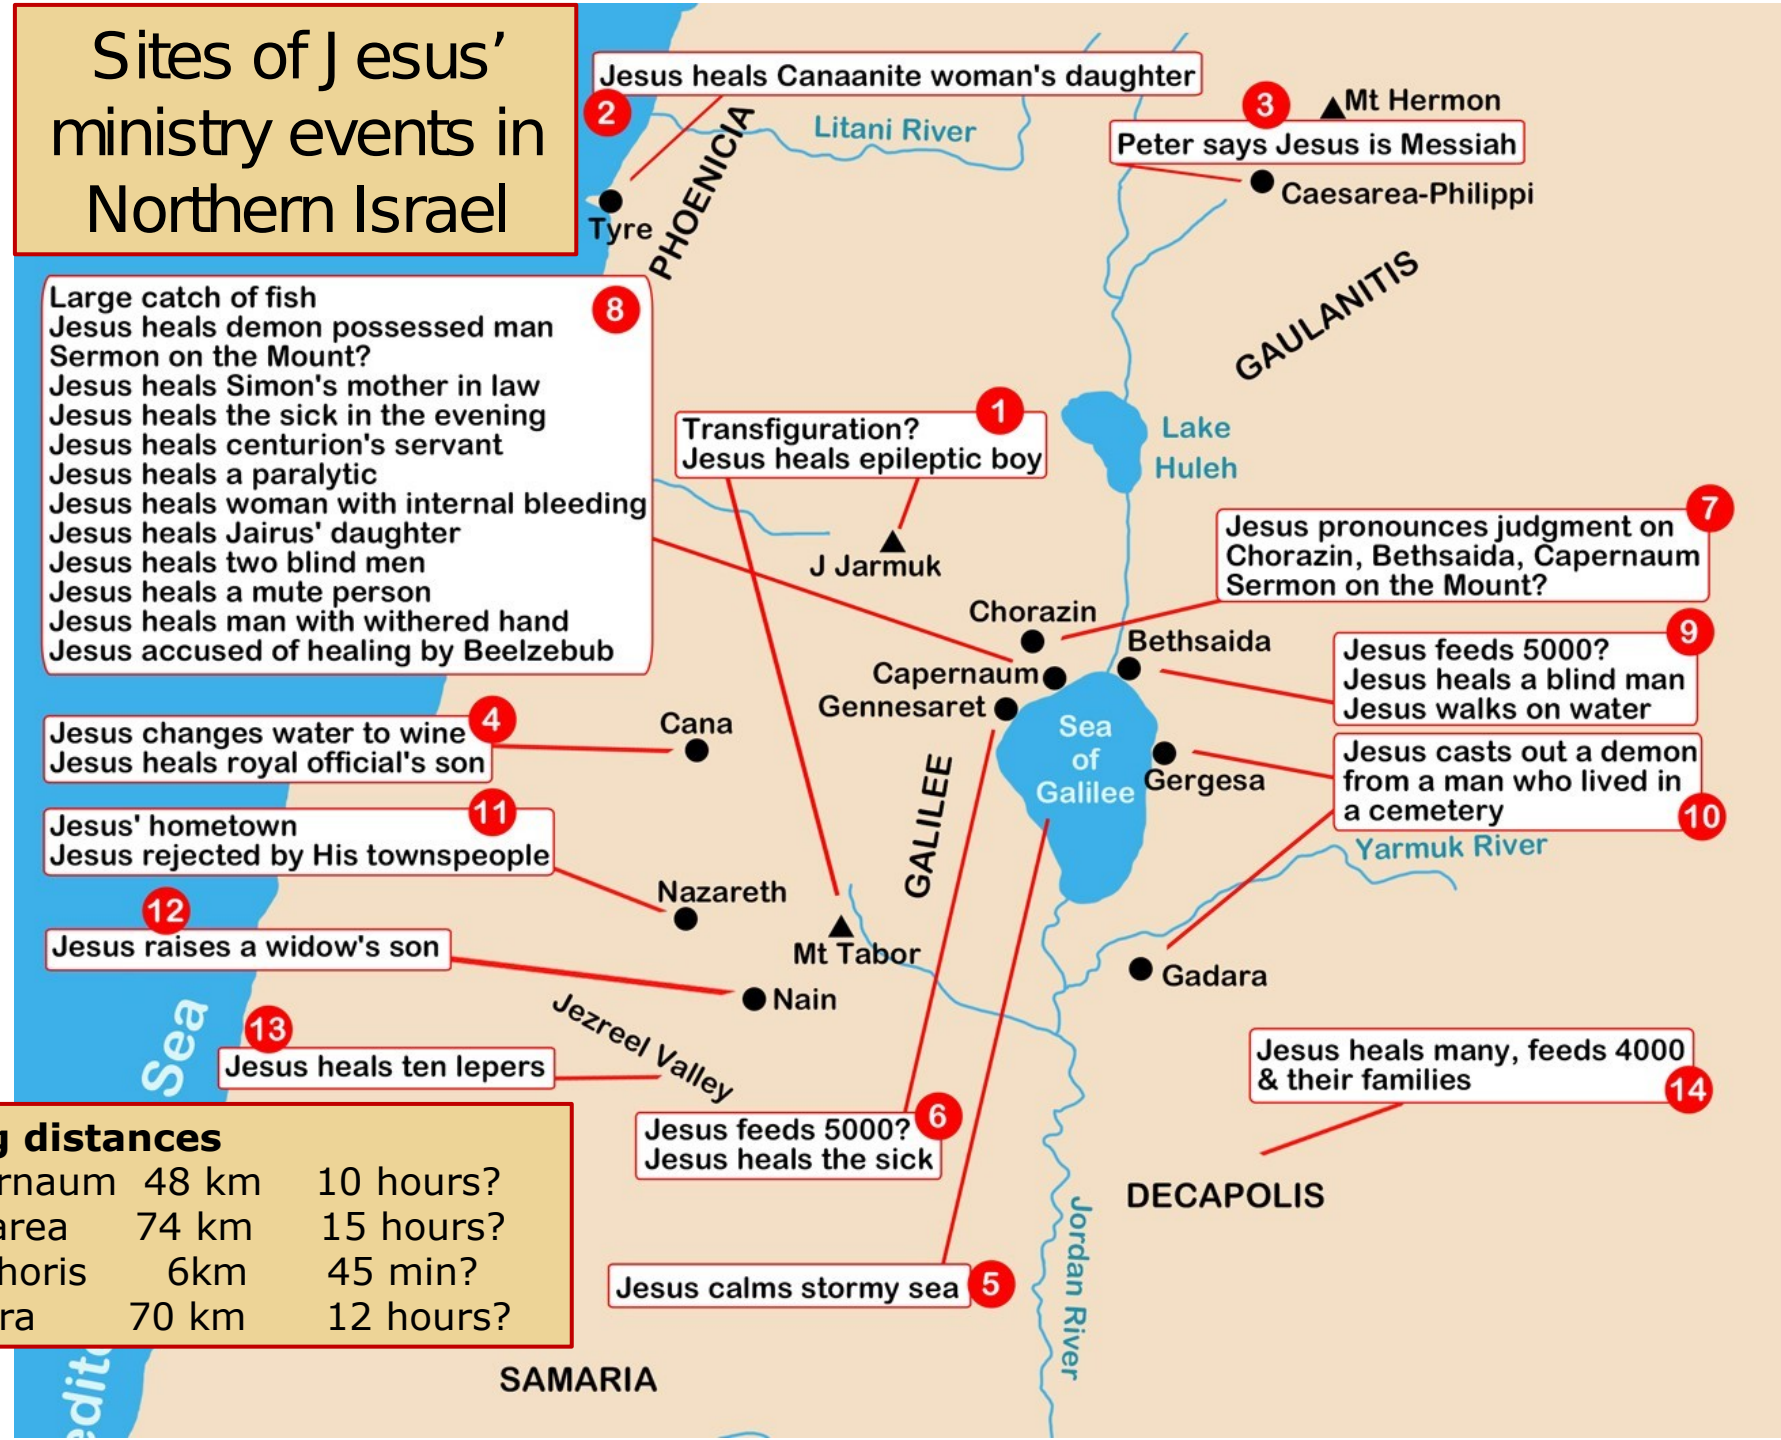 Sites of Jesus’
ministry events in
Northern Israel
Jesus heals Canaanite woman's daughter
2
3
Mt Hermon
Litani River
Peter says Jesus is Messiah
Caesarea-Philippi
Tyre
PHOENICIA
GAULANITIS
8
Large catch of fish
Jesus heals demon possessed man
Sermon on the Mount?
Jesus heals Simon's mother in law
Jesus heals the sick in the evening
Jesus heals centurion's servant
Jesus heals a paralytic
Jesus heals woman with internal bleeding
Jesus heals Jairus' daughter
Jesus heals two blind men
Jesus heals a mute person
Jesus heals man with withered hand
Jesus accused of healing by Beelzebub
1
Transfiguration?
Jesus heals epileptic boy
Lake
Huleh
J Jarmuk
7
Jesus pronounces judgment on
Chorazin, Bethsaida, Capernaum
Sermon on the Mount?
Chorazin
Bethsaida
Capernaum
Gennesaret
9
Jesus feeds 5000?
Jesus heals a blind man
Jesus walks on water
4
Jesus changes water to wine
Jesus heals royal official's son
Cana
Sea
of
Galilee
Gergesa
Jesus casts out a demon
from a man who lived in
a cemetery
10
GALILEE
Yarmuk River
11
Jesus' hometown
Jesus rejected by His townspeople
Nazareth
12
Jesus raises a widow's son
Mt Tabor
Gadara
Nain
Jezreel Valley
Sea
13
Jesus heals ten lepers
Jesus heals many, feeds 4000
& their families
14
6
Jesus feeds 5000?
Jesus heals the sick
DECAPOLIS
Jordan River
Jesus calms stormy sea
5
g distances
rnaum 48 km 10 hours?
area 74 km 15 hours?
horis 6km 45 min?
ra 70 km 12 hours?
SAMARIA
edit